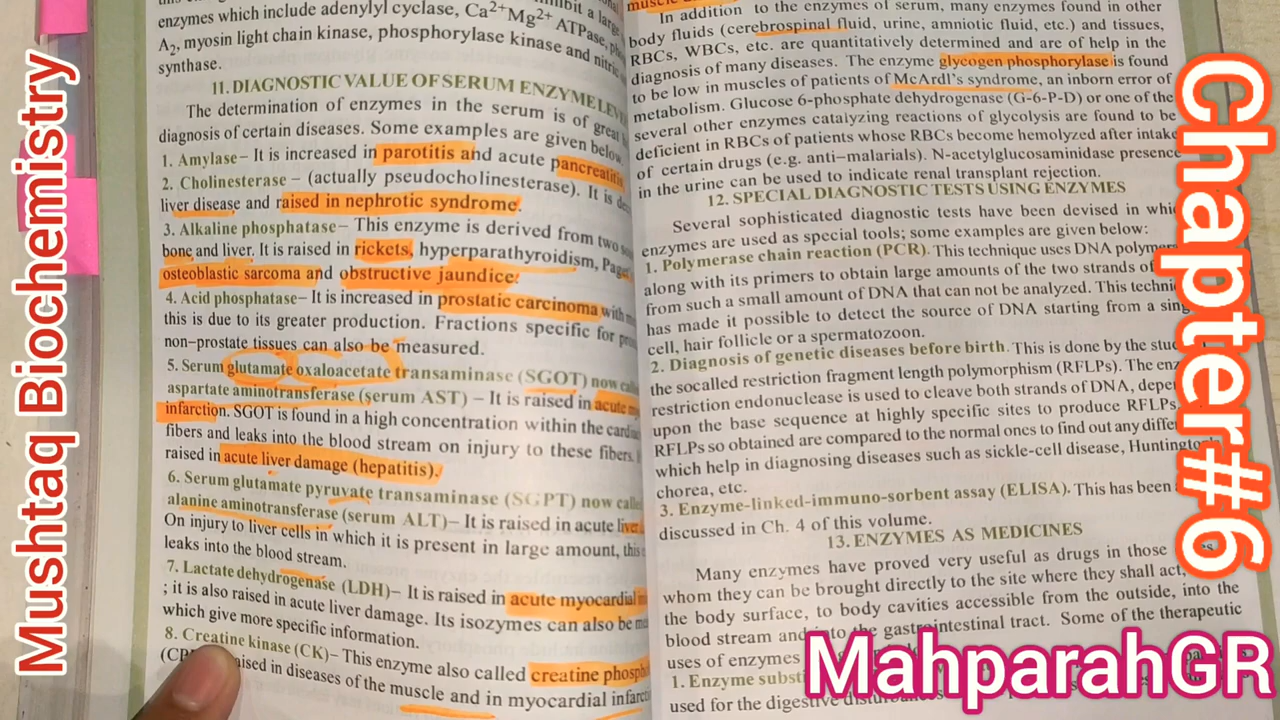 Mushtaq Biochemistry
enzymes which include adenylyl cyclase, Ca2+Mg2+ ATPase,
A2, myosin light chain kinase, phosphorylase kinase and nitric
synthase.
11. DIAGNOSTIC VALUE OF SERUM ENZYME
The determination of enzymes in the serum is of great
diagnosis of certain diseases. Some examples are given below.
1. Amylase– It is increased in parotitis and acute pancreatitis
2. Cholinesterase – (actually pseudocholinesterase). It is
liver disease and raised in nephrotic syndrome.
3. Alkaline phosphatase– This enzyme is derived from two
bone and liver. It is raised in rickets, hyperparathyroidism,
osteoblastic sarcoma and obstructive jaundice.
4. Acid phosphatase– It is increased in prostatic carcinoma with
this is due to its greater production. Fractions specific for
non–prostate tissues can also be measured.
5. Serum glutamate oxaloacetate transaminase (SGOT) now
aspartate aminotransferase (serum AST) – It is raised in acute
infarction. SGOT is found in a high concentration within the
fibers and leaks into the blood stream on injury to these fibers.
raised in acute liver damage (hepatitis).
6. Serum glutamate pyruvate transaminase (SGPT) now called
alanine aminotransferase (serum ALT)– It is raised in acute liver
On injury to liver cells in which it is present in large amount, this
leaks into the blood stream.
7. Lactate dehydrogenase (LDH)– It is raised in acute myocardial
; it is also raised in acute liver damage. Its isozymes can also be
which give more specific information.
8. Creatine kinase (CK)– This enzyme also called creatine
raised in diseases of the muscle and in myocardial
In addition to the enzymes of serum, many enzymes found in other
body fluids (cerebrospinal fluid, urine, amniotic fluid, etc.) and tissues,
RBCS, WBCs, etc. are quantitatively determined and are of help in the
diagnosis of many diseases. The enzyme glycogen phosphorylase is found
to be low in muscles of patients of McArdl's syndrome, an inborn error of
metabolism. Glucose 6-phosphate dehydrogenase (G-6-P-D) or one of the
several other enzymes catalyzing reactions of glycolysis are found to be
deficient in RBCs of patients whose RBCs become hemolyzed after intake
of certain drugs (e.g. anti–malarials). N-acetylglucosaminidase presence
in the urine can be used to indicate renal transplant rejection.
12. SPECIAL DIAGNOSTIC TESTS USING ENZYMES
Several sophisticated diagnostic tests have been devised in
enzymes are used as special tools; some examples are given below:
1. Polymerase chain reaction (PCR). This technique uses DNA
along with its primers to obtain large amounts of the two strands of
from such a small amount of DNA that can not be analyzed. This
has made it possible to detect the source of DNA starting from a
cell, hair follicle or a spermatozoon.
2. Diagnosis of genetic diseases before birth. This is done by the
the socalled restriction fragment length polymorphism (RFLPs). The
restriction endonuclease is used to cleave both strands of DNA,
upon the base sequence at highly specific sites to produce RFLPs
RFLPs so obtained are compared to the normal ones to find out any
which help in diagnosing diseases such as sickle-cell disease,
chorea, etc.
3. Enzyme-linked-immuno-sorbent assay (ELISA). This has been
discussed in Ch. 4 of this volume.
13. ENZYMES AS MEDICINES
Many enzymes have proved very useful as drugs in those
whom they can be brought directly to the site where they shall act,
the body surface, to body cavities accessible from the outside, into the
blood stream and into the gastrointestinal tract. Some of the therapeutic
uses of enzymes
1. Enzyme
used for the digestive
Chapter#6
MahparahGR